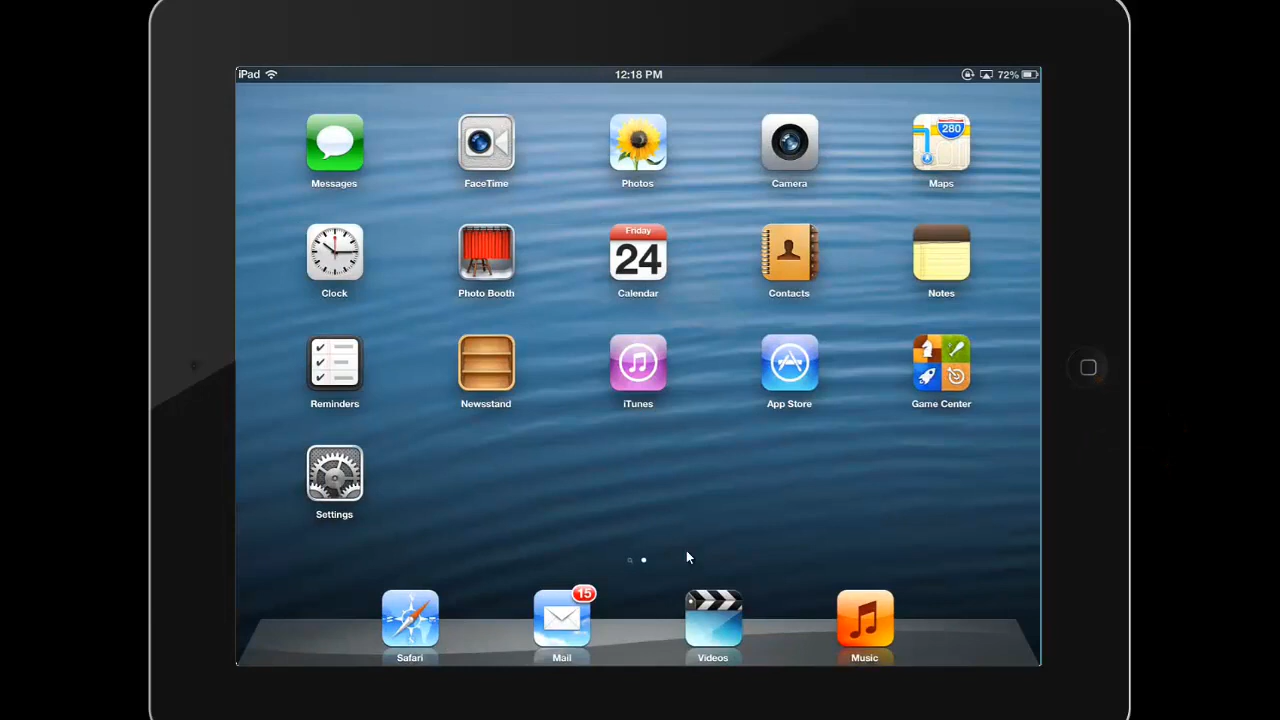 iPad 12:18 PM 72%
280
Messages FaceTime Photos Camera Maps
Friday
24
Clock Photo Booth Calendar Contacts Notes
Reminders Newsstand iTunes App Store Game Center
Settings
15
Safari Mail Videos Music